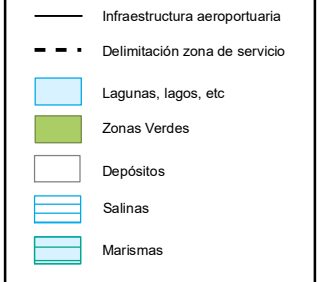 Infraestructura aeroportuaria
Delimitación zona de servicio
Lagunas, lagos, etc
Zonas Verdes
Depósitos
Salinas
Marismas